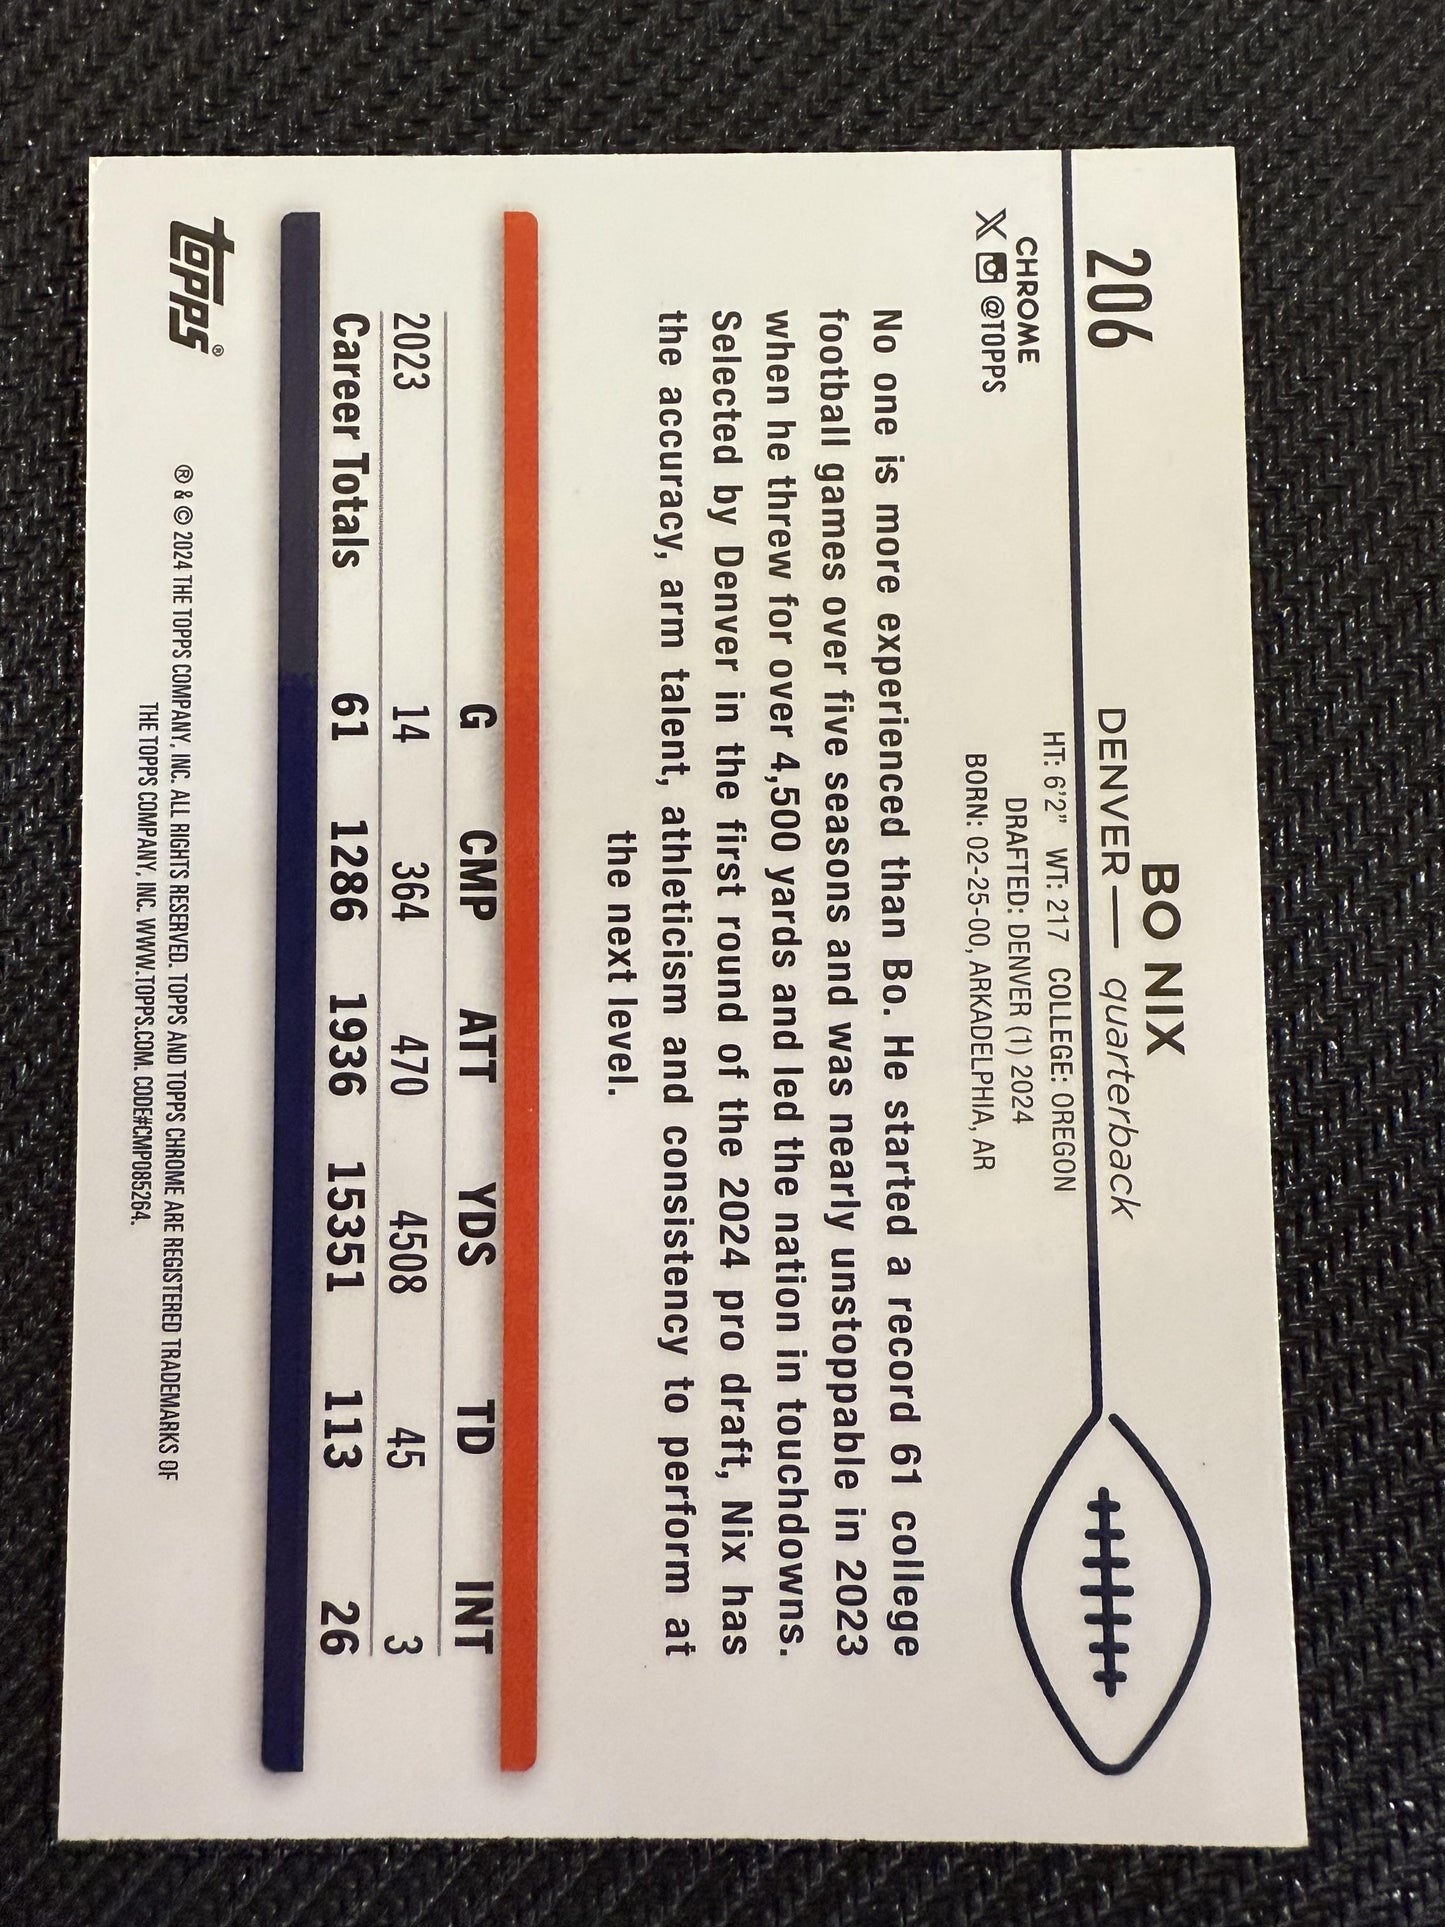 206
BO NIX
DENVER — quarterback
CHROME
X @TOPPS
HT: 6'2" WT: 217 COLLEGE: OREGON
DRAFTED: DENVER (1) 2024
BORN: 02-25-00, ARKADELPHIA, AR
No one is more experienced than Bo. He started a record 61 college
football games over five seasons and was nearly unstoppable in 2023
when he threw for over 4,500 yards and led the nation in touchdowns.
Selected by Denver in the first round of the 2024 pro draft, Nix has
the accuracy, arm talent, athleticism and consistency to perform at
the next level.
G CMP ATT YDS TD INT
2023 14 364 470 4508 45 3
Career Totals 61 1286 1936 15351 113 26
topps®
® & © 2024 THE TOPPS COMPANY, INC. ALL RIGHTS RESERVED. TOPPS AND TOPPS CHROME ARE REGISTERED TRADEMARKS OF
THE TOPPS COMPANY, INC. WWW.TOPPS.COM. CODE#CMP085264.